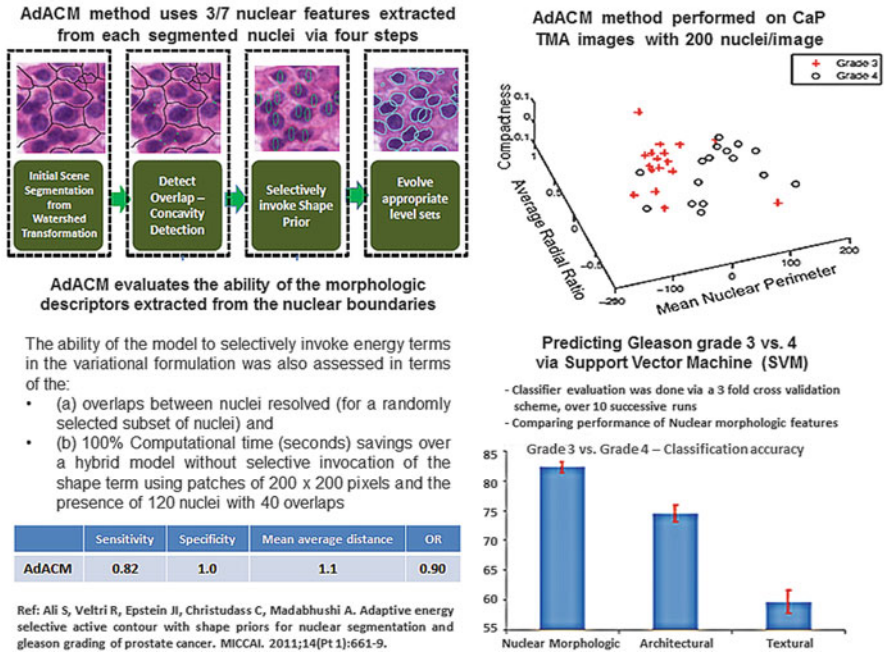 AdACM method uses 3/7 nuclear features extracted
from each segmented nuclei via four steps
Initial Scene
Segmentation
from
Watershed
Transformation
Detect
Overlap –
Concavity
Detection
Selectively
invoke Shape
Prior
Evolve
appropriate
level sets
AdACM evaluates the ability of the morphologic
descriptors extracted from the nuclear boundaries
The ability of the model to selectively invoke energy terms
in the variational formulation was also assessed in terms
of the:
• (a) overlaps between nuclei resolved (for a randomly
selected subset of nuclei) and
• (b) 100% Computational time (seconds) savings over
a hybrid model without selective invocation of the
shape term using patches of 200 x 200 pixels and the
presence of 120 nuclei with 40 overlaps
Sensitivity Specificity Mean average distance OR
AdACM 0.82 1.0 1.1 0.90
Ref: Ali S, Veltri R, Epstein JI, Christudass C, Madabhushi A. Adaptive energy
selective active contour with shape priors for nuclear segmentation and
gleason grading of prostate cancer. MICCAI. 2011;14(Pt 1):661-9.
AdACM method performed on CaP
TMA images with 200 nuclei/image
Grade 3
Grade 4
Compactness
0.1
0
0.1
1
0.5
0
−0.5
Average Radial Ratio
−200
−100
0
100
200
Mean Nuclear Perimeter
Predicting Gleason grade 3 vs. 4
via Support Vector Machine (SVM)
- Classifier evaluation was done via a 3 fold cross validation
scheme, over 10 successive runs
- Comparing performance of Nuclear morphologic features
Grade 3 vs. Grade 4 – Classification accuracy
85
80
75
70
65
60
55
Nuclear Morphologic
Architectural
Textural